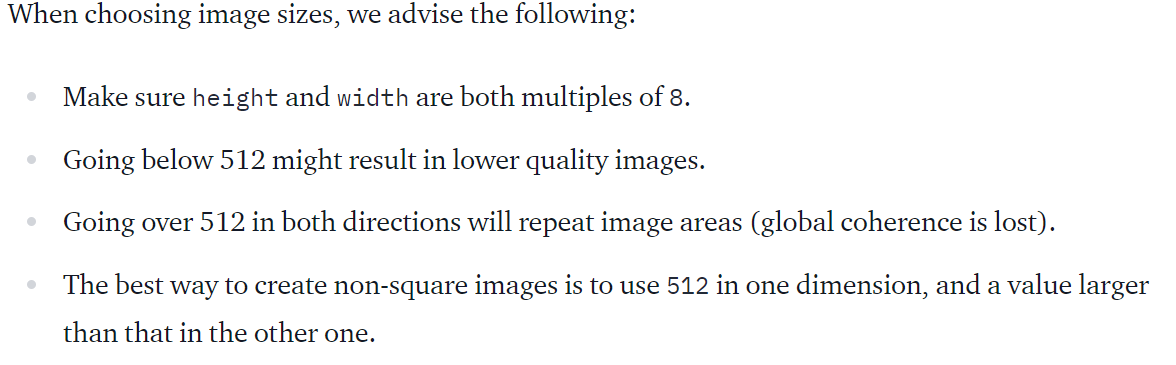 When choosing image sizes, we advise the following:
Make sure height and width are both multiples of 8.
Going below 512 might result in lower quality images.
Going over 512 in both directions will repeat image areas (global coherence is lost).
The best way to create non-square images is to use 512 in one dimension, and a value larger
than that in the other one.